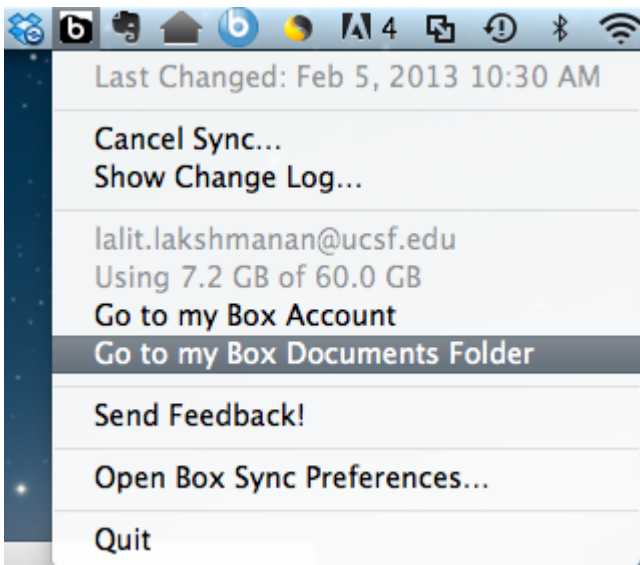 4
Last Changed: Feb 5, 2013 10:30 AM
Cancel Sync...
Show Change Log...
lalit.lakshmanan@ucsf.edu
Using 7.2 GB of 60.0 GB
Go to my Box Account
Go to my Box Documents Folder
Send Feedback!
Open Box Sync Preferences...
Quit